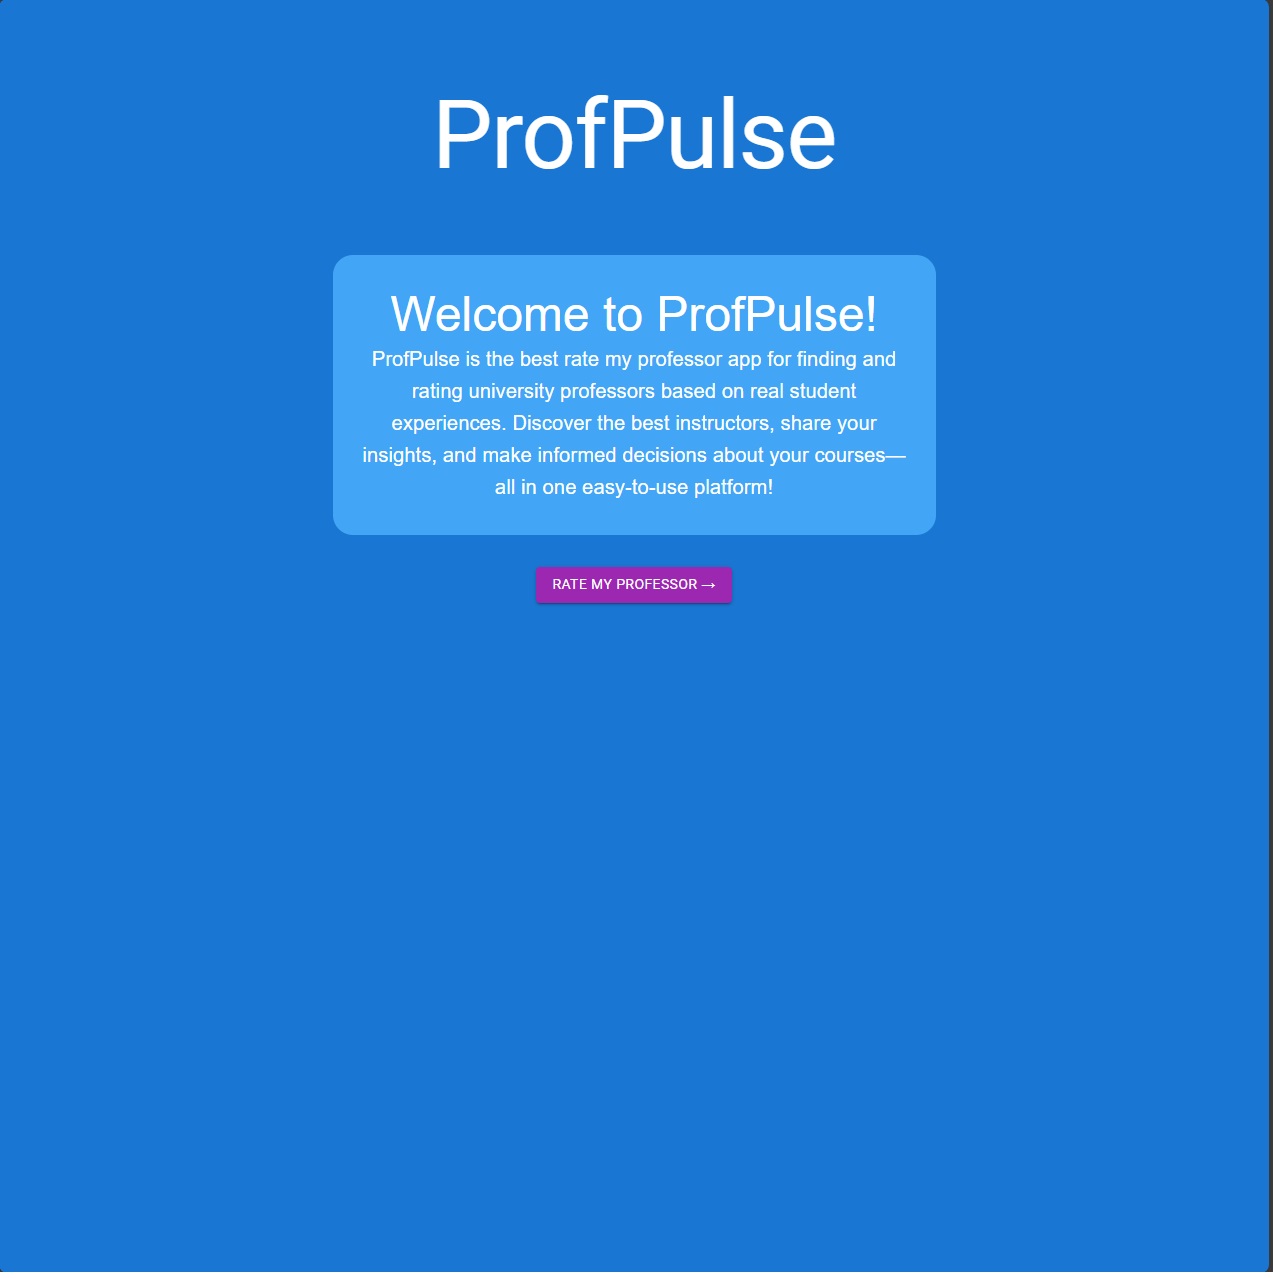 ProfPulse
Welcome to ProfPulse!
ProfPulse is the best rate my professor app for finding and
rating university professors based on real student
experiences. Discover the best instructors, share your
insights, and make informed decisions about your courses—
all in one easy-to-use platform!
RATE MY PROFESSOR →